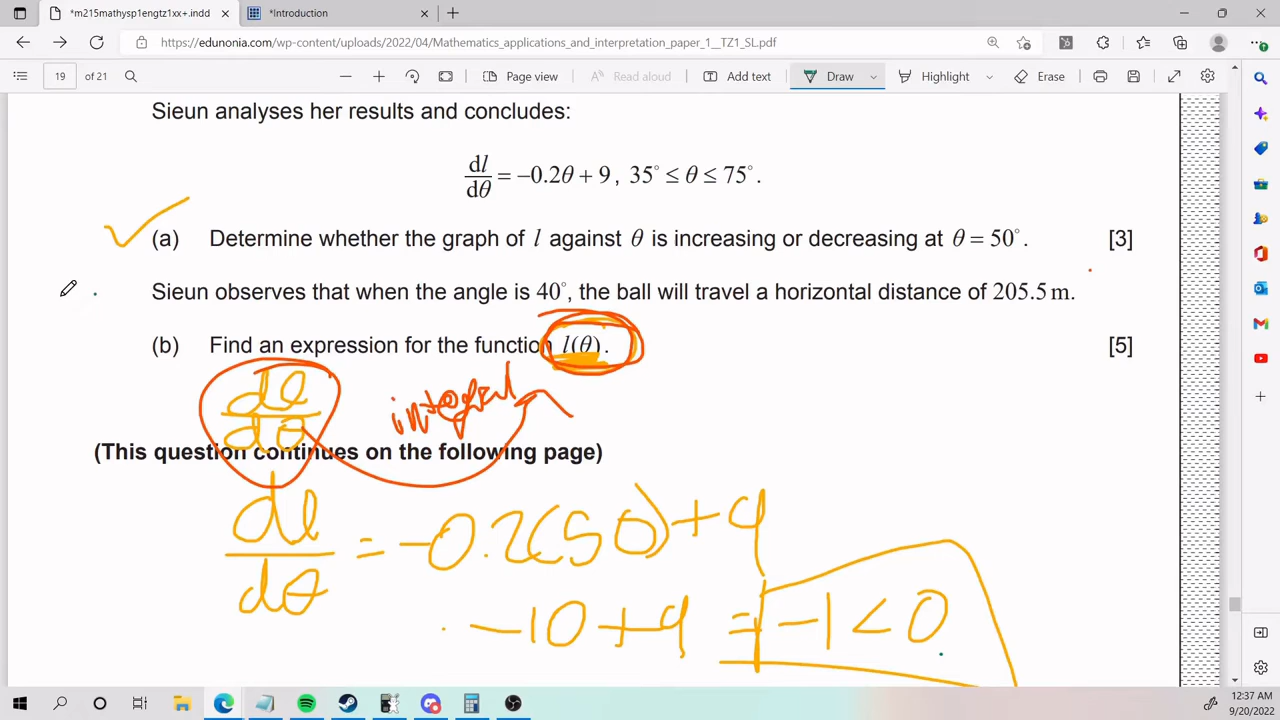 *m215mathysp1engtz1xx+.indd
*Introduction
https://edunonia.com/wp-content/uploads/2022/04/Mathematics_applications_and_interpretation_paper_1__TZ1_SL.pdf
19 of 21 Page view Read aloud Add text Draw Highlight Erase
Sieun analyses her results and concludes:
dl/dθ = −0.2θ + 9, 35° ≤ θ ≤ 75°.
(a) Determine whether the graph of l against θ is increasing or decreasing at θ = 50°. [3]
Sieun observes that when the angle is 40°, the ball will travel a horizontal distance of 205.5 m.
(b) Find an expression for the function l(θ). [5]
dl/dθ
integral
(This question continues on the following page)
dl/dθ = -0.2(50)+9
-10+9 = -1<0
12:37 AM
9/20/2022